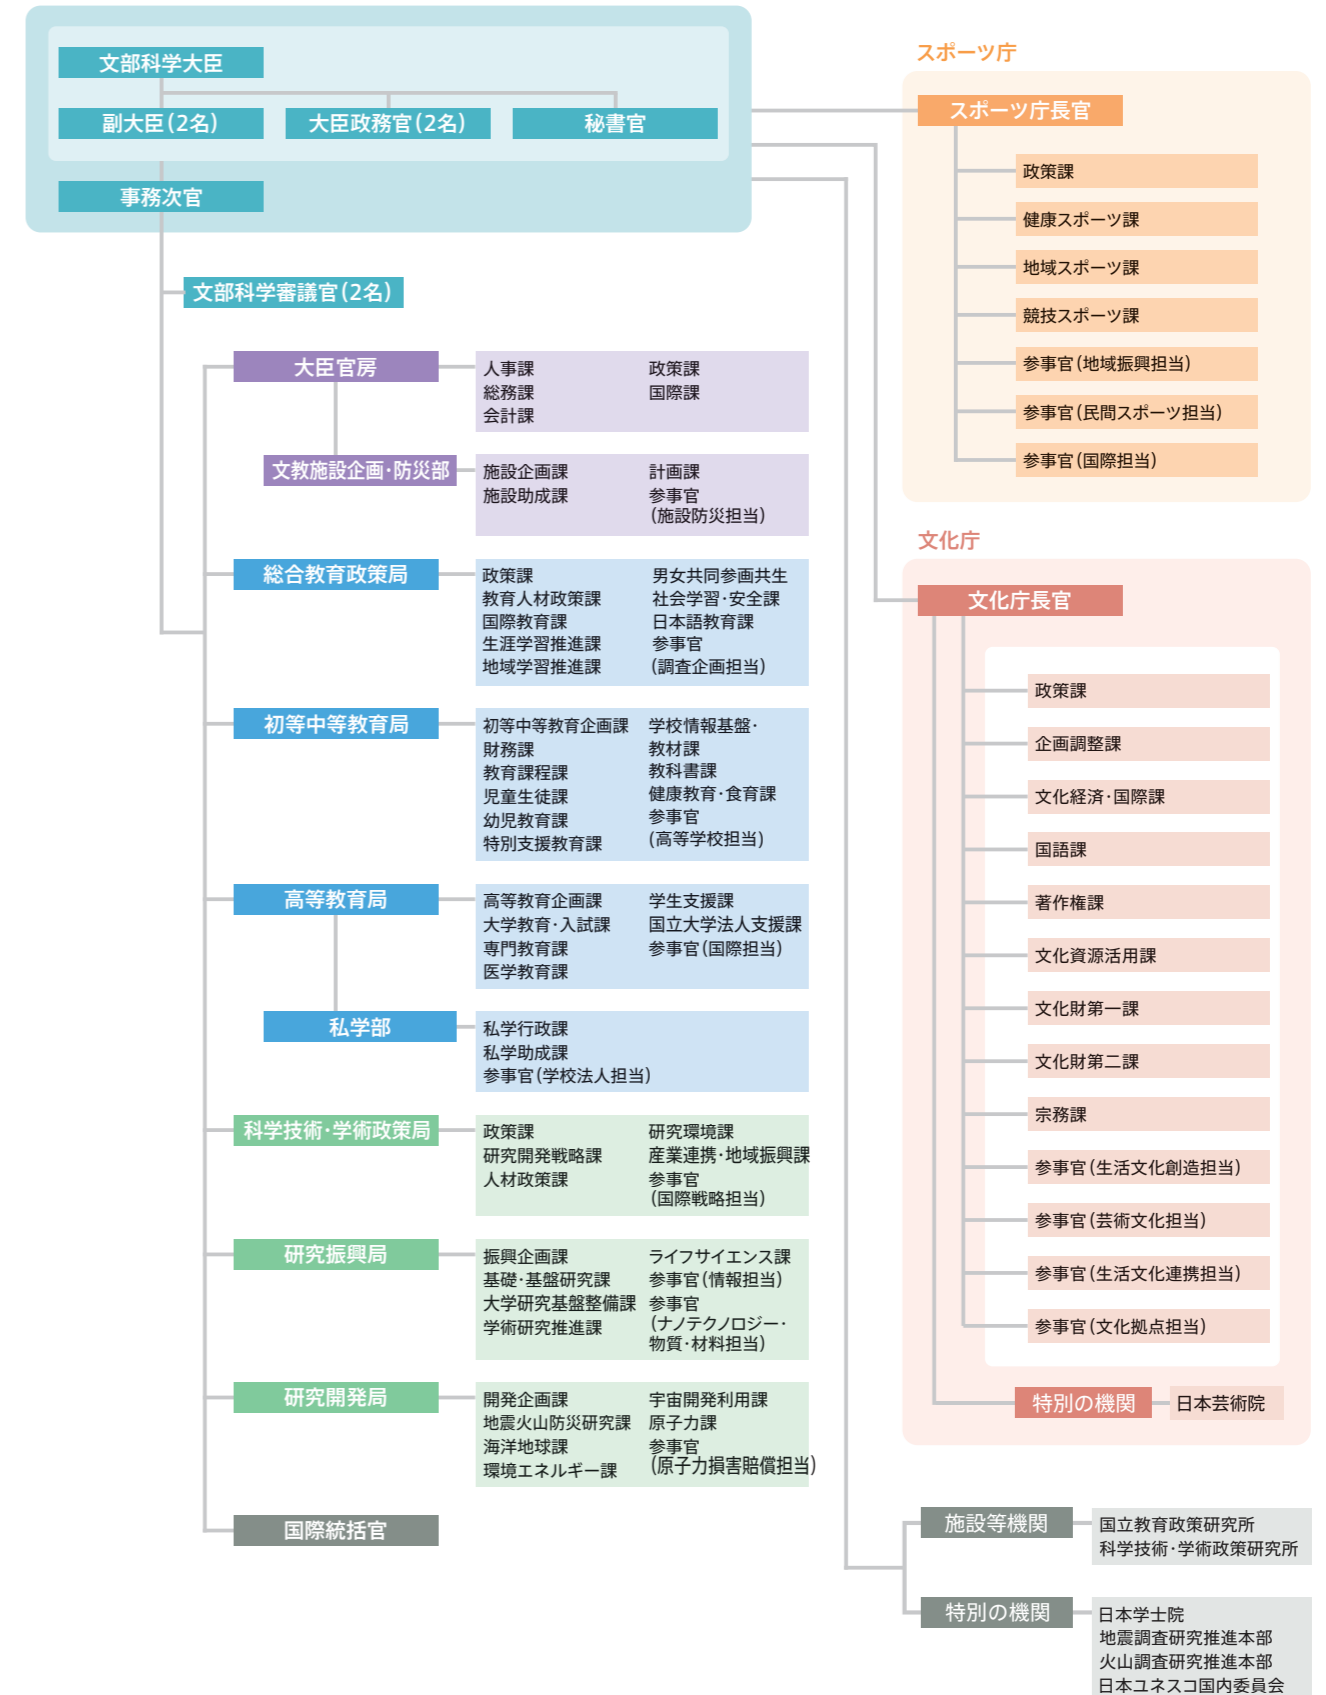 文部科学大臣
副大臣(2名)
大臣政務官(2名)
秘書官
事務次官
文部科学審議官(2名)
大臣官房
人事課
総務課
会計課
政策課
国際課
文教施設企画・防災部
施設企画課
施設助成課
計画課
参事官
(施設防災担当)
総合教育政策局
政策課
教育人材政策課
国際教育課
生涯学習推進課
地域学習推進課
男女共同参画共生
社会学習・安全課
日本語教育課
参事官
(調査企画担当)
初等中等教育局
初等中等教育企画課
財務課
教育課程課
児童生徒課
幼児教育課
特別支援教育課
学校情報基盤・
教材課
教科書課
健康教育・食育課
参事官
(高等学校担当)
高等教育局
高等教育企画課
大学教育・入試課
専門教育課
医学教育課
学生支援課
国立大学法人支援課
参事官(国際担当)
私学部
私学行政課
私学助成課
参事官(学校法人担当)
科学技術・学術政策局
政策課
研究開発戦略課
人材政策課
研究環境課
産業連携・地域振興課
参事官
(国際戦略担当)
研究振興局
振興企画課
基礎・基盤研究課
大学研究基盤整備課
学術研究推進課
ライフサイエンス課
参事官(情報担当)
参事官
(ナノテクノロジー・
物質・材料担当)
研究開発局
開発企画課
地震火山防災研究課
海洋地球課
環境エネルギー課
宇宙開発利用課
原子力課
参事官
(原子力損害賠償担当)
国際統括官
スポーツ庁
スポーツ庁長官
政策課
健康スポーツ課
地域スポーツ課
競技スポーツ課
参事官(地域振興担当)
参事官(民間スポーツ担当)
参事官(国際担当)
文化庁
文化庁長官
政策課
企画調整課
文化経済・国際課
国語課
著作権課
文化資源活用課
文化財第一課
文化財第二課
宗務課
参事官(生活文化創造担当)
参事官(芸術文化担当)
参事官(生活文化連携担当)
参事官(文化拠点担当)
特別の機関
日本芸術院
施設等機関
国立教育政策研究所
科学技術・学術政策研究所
特別の機関
日本学士院
地震調査研究推進本部
火山調査研究推進本部
日本ユネスコ国内委員会